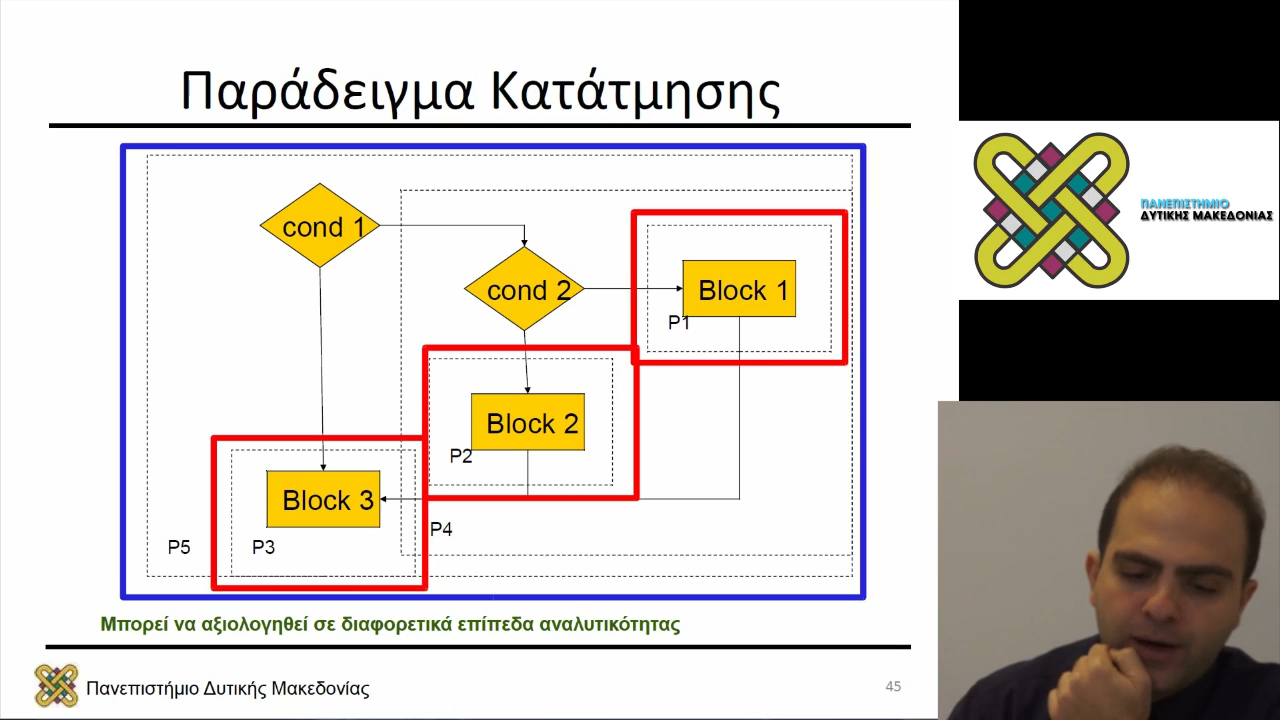 Παράδειγμα Κατάτμησης
cond 1
cond 2
Block 1
P1
Block 2
P2
Block 3
P4
P5
P3
Μπορεί να αξιολογηθεί σε διαφορετικά επίπεδα αναλυτικότητας
Πανεπιστήμιο Δυτικής Μακεδονίας
45
ΠΑΝΕΠΙΣΤΗΜΙΟ
ΔΥΤΙΚΗΣ ΜΑΚΕΔΟΝΙΑΣ